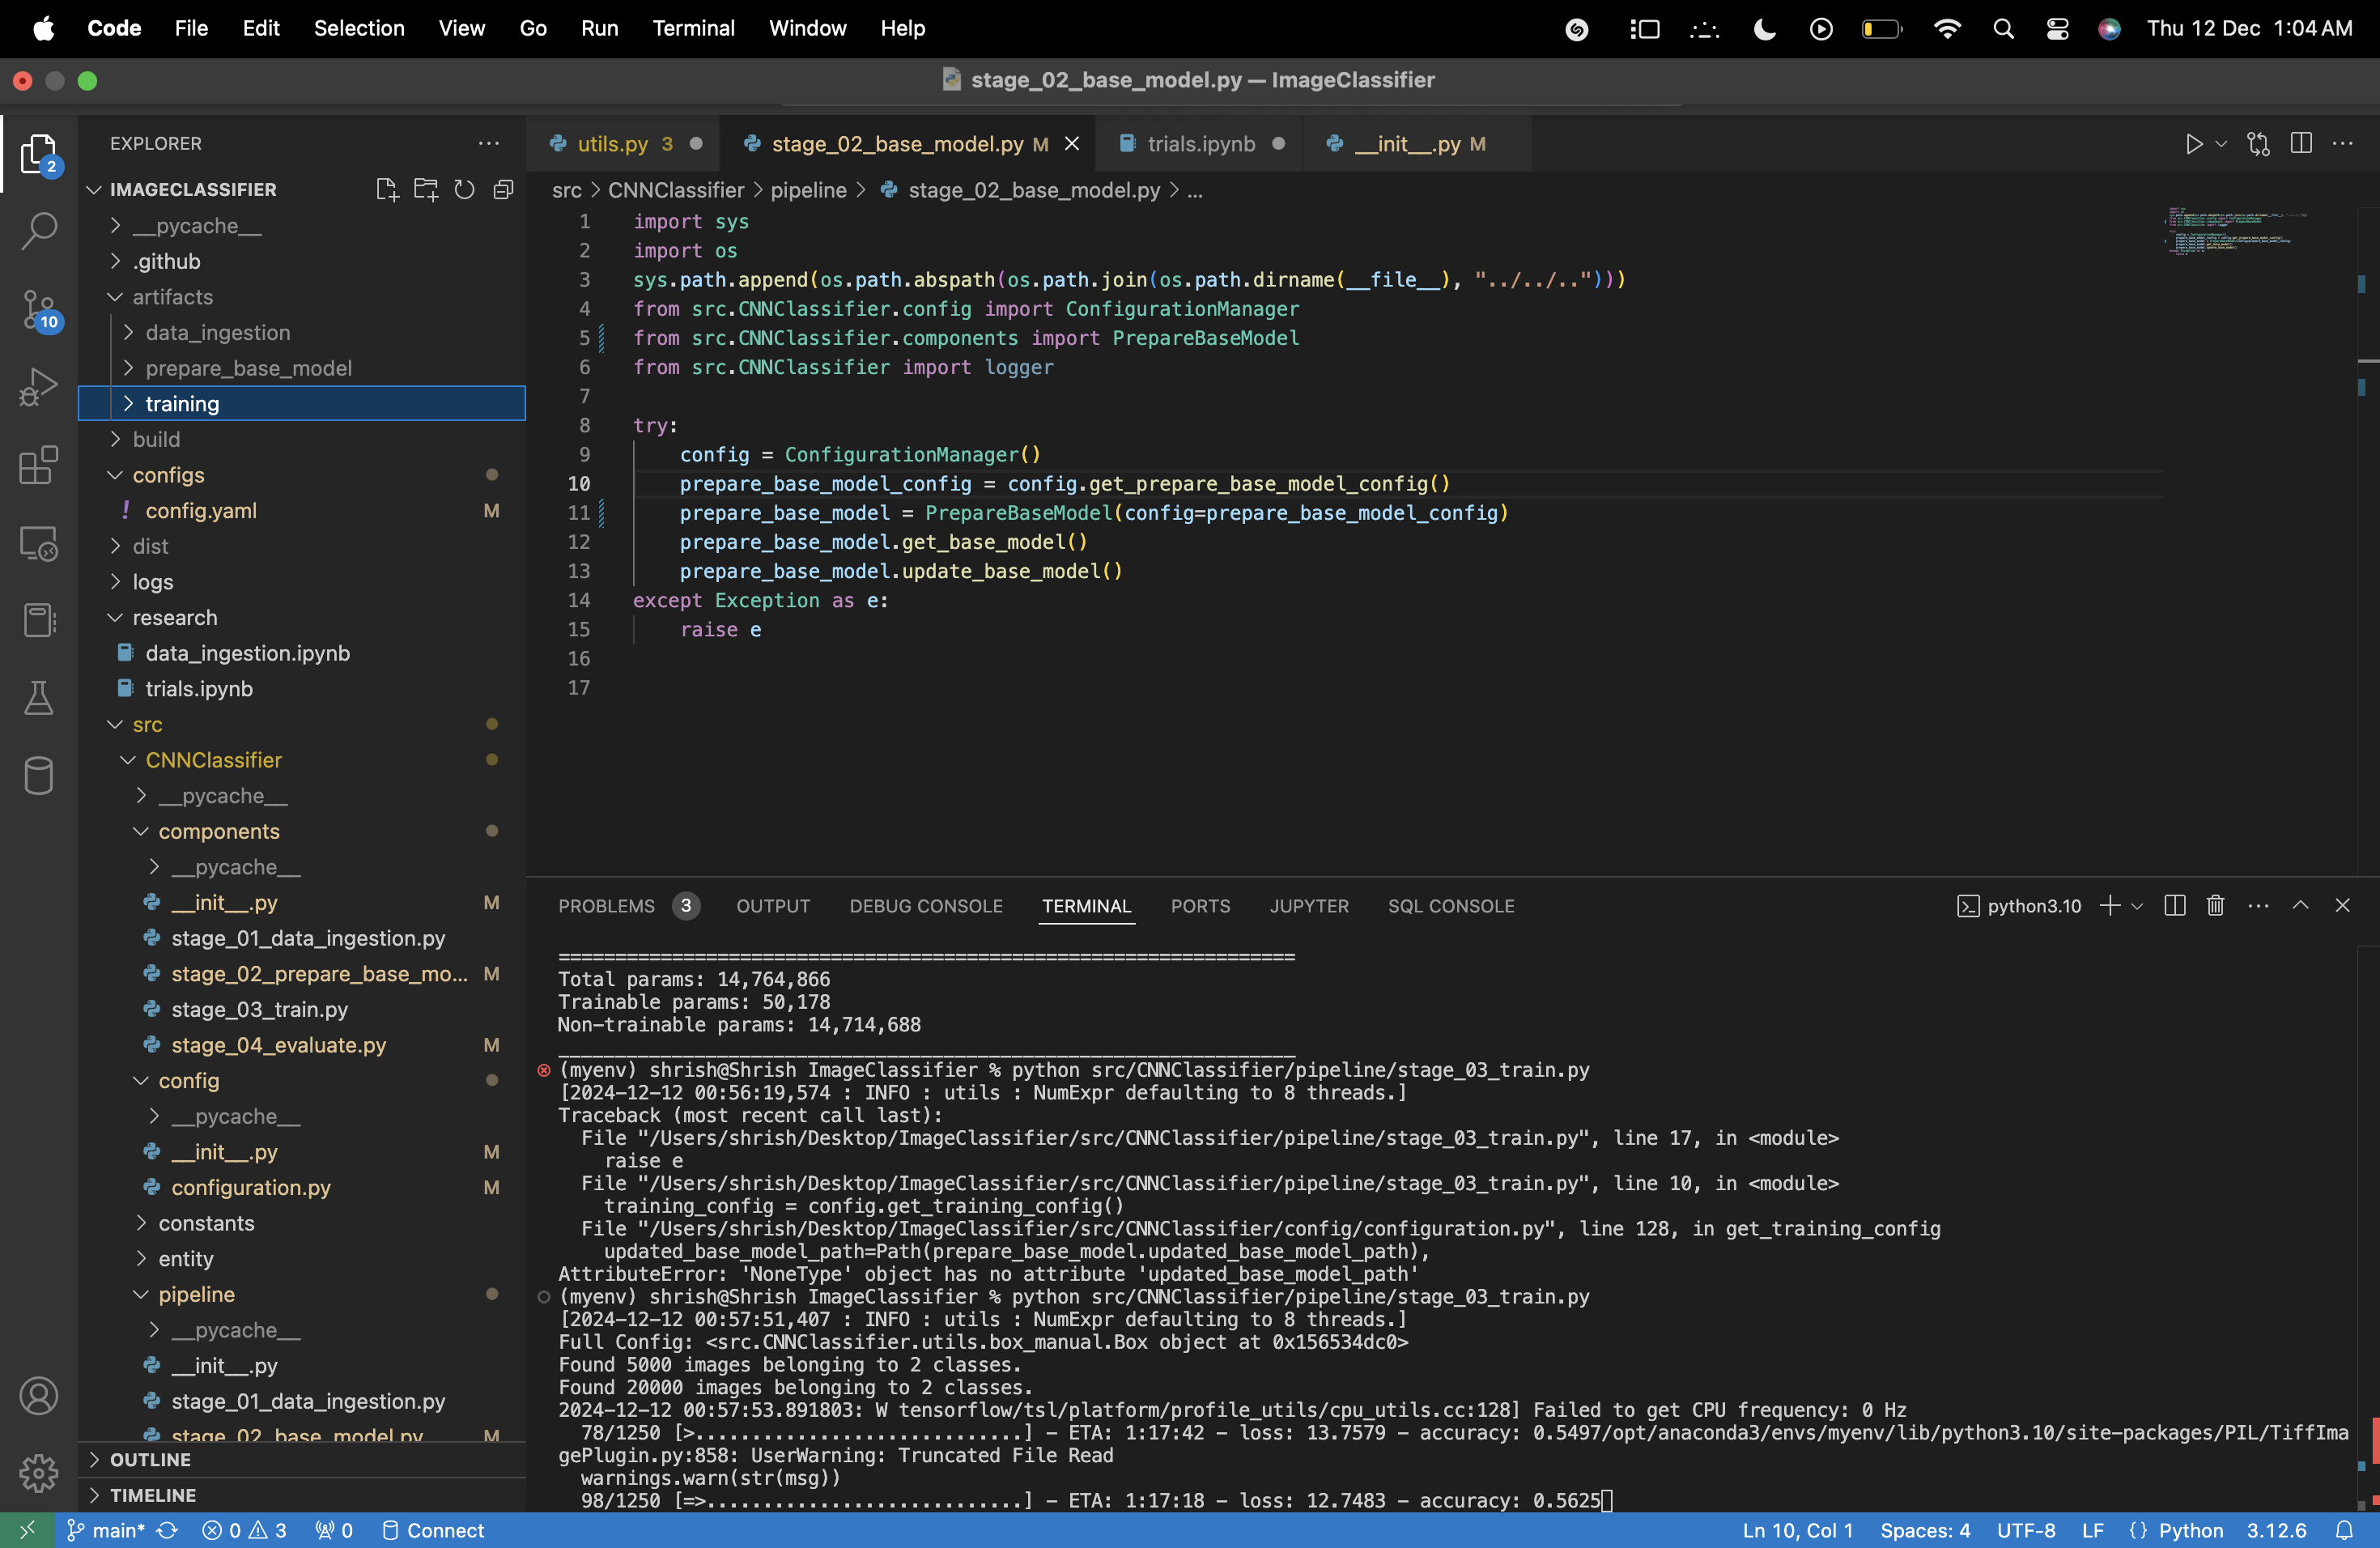 Code File Edit Selection View Go Run Terminal Window Help Thu 12 Dec 1:04 AM
stage_02_base_model.py — ImageClassifier
EXPLORER
2
IMAGECLASSIFIER
__pycache__
.github
10
artifacts
data_ingestion
prepare_base_model
training
build
configs
! config.yaml M
dist
logs
research
data_ingestion.ipynb
trials.ipynb
src
CNNClassifier
__pycache__
components
__pycache__
__init__.py M
stage_01_data_ingestion.py
stage_02_prepare_base_mo... M
stage_03_train.py
stage_04_evaluate.py M
config
__pycache__
__init__.py M
configuration.py M
constants
entity
pipeline
__pycache__
__init__.py
stage_01_data_ingestion.py
stage_02_base_model.py M
OUTLINE
TIMELINE
utils.py 3 stage_02_base_model.py M trials.ipynb __init__.py M
src > CNNClassifier > pipeline > stage_02_base_model.py > ...
1 import sys
2 import os
3 sys.path.append(os.path.abspath(os.path.join(os.path.dirname(__file__), "../../..")))
4 from src.CNNClassifier.config import ConfigurationManager
5 from src.CNNClassifier.components import PrepareBaseModel
6 from src.CNNClassifier import logger
7
8 try:
9 config = ConfigurationManager()
10 prepare_base_model_config = config.get_prepare_base_model_config()
11 prepare_base_model = PrepareBaseModel(config=prepare_base_model_config)
12 prepare_base_model.get_base_model()
13 prepare_base_model.update_base_model()
14 except Exception as e:
15 raise e
16
17
PROBLEMS 3 OUTPUT DEBUG CONSOLE TERMINAL PORTS JUPYTER SQL CONSOLE python3.10
=================================================================
Total params: 14,764,866
Trainable params: 50,178
Non-trainable params: 14,714,688
_________________________________________________________________
(myenv) shrish@Shrish ImageClassifier % python src/CNNClassifier/pipeline/stage_03_train.py
[2024-12-12 00:56:19,574 : INFO : utils : NumExpr defaulting to 8 threads.]
Traceback (most recent call last):
File "/Users/shrish/Desktop/ImageClassifier/src/CNNClassifier/pipeline/stage_03_train.py", line 17, in <module>
raise e
File "/Users/shrish/Desktop/ImageClassifier/src/CNNClassifier/pipeline/stage_03_train.py", line 10, in <module>
training_config = config.get_training_config()
File "/Users/shrish/Desktop/ImageClassifier/src/CNNClassifier/config/configuration.py", line 128, in get_training_config
updated_base_model_path=Path(prepare_base_model.updated_base_model_path),
AttributeError: 'NoneType' object has no attribute 'updated_base_model_path'
(myenv) shrish@Shrish ImageClassifier % python src/CNNClassifier/pipeline/stage_03_train.py
[2024-12-12 00:57:51,407 : INFO : utils : NumExpr defaulting to 8 threads.]
Full Config: <src.CNNClassifier.utils.box_manual.Box object at 0x156534dc0>
Found 5000 images belonging to 2 classes.
Found 20000 images belonging to 2 classes.
2024-12-12 00:57:53.891803: W tensorflow/tsl/platform/profile_utils/cpu_utils.cc:128] Failed to get CPU frequency: 0 Hz
78/1250 [>.............................] - ETA: 1:17:42 - loss: 13.7579 - accuracy: 0.5497/opt/anaconda3/envs/myenv/lib/python3.10/site-packages/PIL/TiffIma
gePlugin.py:858: UserWarning: Truncated File Read
warnings.warn(str(msg))
98/1250 [=>............................] - ETA: 1:17:18 - loss: 12.7483 - accuracy: 0.5625
main* 0 3 0 Connect Ln 10, Col 1 Spaces: 4 UTF-8 LF {} Python 3.12.6